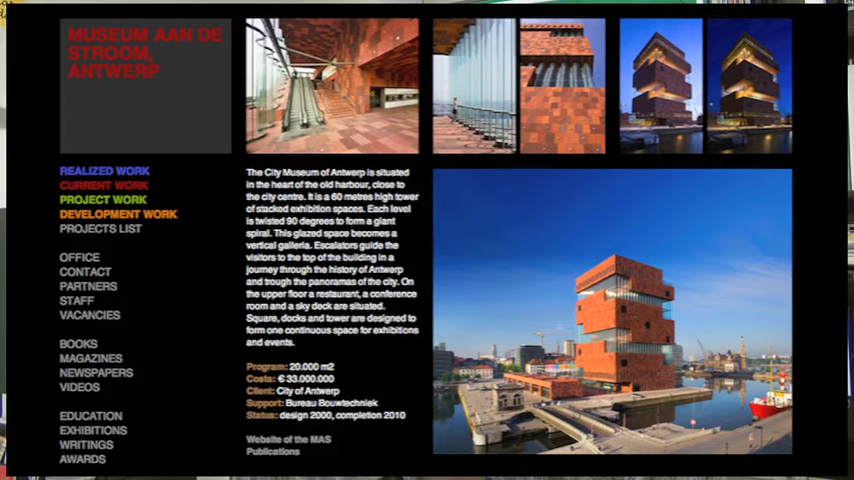 MUSEUM AAN DE
STROOM,
ANTWERP
REALIZED WORK
CURRENT WORK
PROJECT WORK
DEVELOPMENT WORK
PROJECTS LIST
OFFICE
CONTACT
PARTNERS
STAFF
VACANCIES
BOOKS
MAGAZINES
NEWSPAPERS
VIDEOS
EDUCATION
EXHIBITIONS
WRITINGS
AWARDS
The City Museum of Antwerp is situated
in the heart of the old harbour, close to
the city centre. It is a 60 metres high tower
of stacked exhibition spaces. Each level
is twisted 90 degrees to form a giant
spiral. This glazed space becomes a
vertical galleria. Escalators guide the
visitors to the top of the building in a
journey through the history of Antwerp
and trough the panoramas of the city. On
the upper floor a restaurant, a conference
room and a sky deck are situated.
Square, docks and tower are designed to
form one continuous space for exhibitions
and events.
Program: 20.000 m2
Costs: € 33.000.000
Client: City of Antwerp
Support: Bureau Bouwtechniek
Status: design 2000, completion 2010
Website of the MAS
Publications